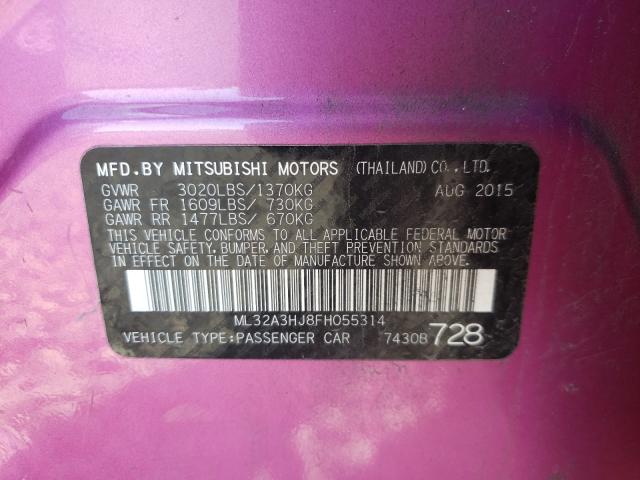 MFD.BY MITSUBISHI MOTORS (THAILAND)CO.,LTD.
GVWR 3020LBS/1370KG AUG 2015
GAWR FR 1609LBS/ 730KG
GAWR RR 1477LBS/ 670KG
THIS VEHICLE CONFORMS TO ALL APPLICABLE FEDERAL MOTOR
VEHICLE SAFETY, BUMPER, AND THEFT PREVENTION STANDARDS
IN EFFECT ON THE DATE OF MANUFACTURE SHOWN ABOVE.
ML32A3HJ8FH055314
VEHICLE TYPE:PASSENGER CAR 7430B 728